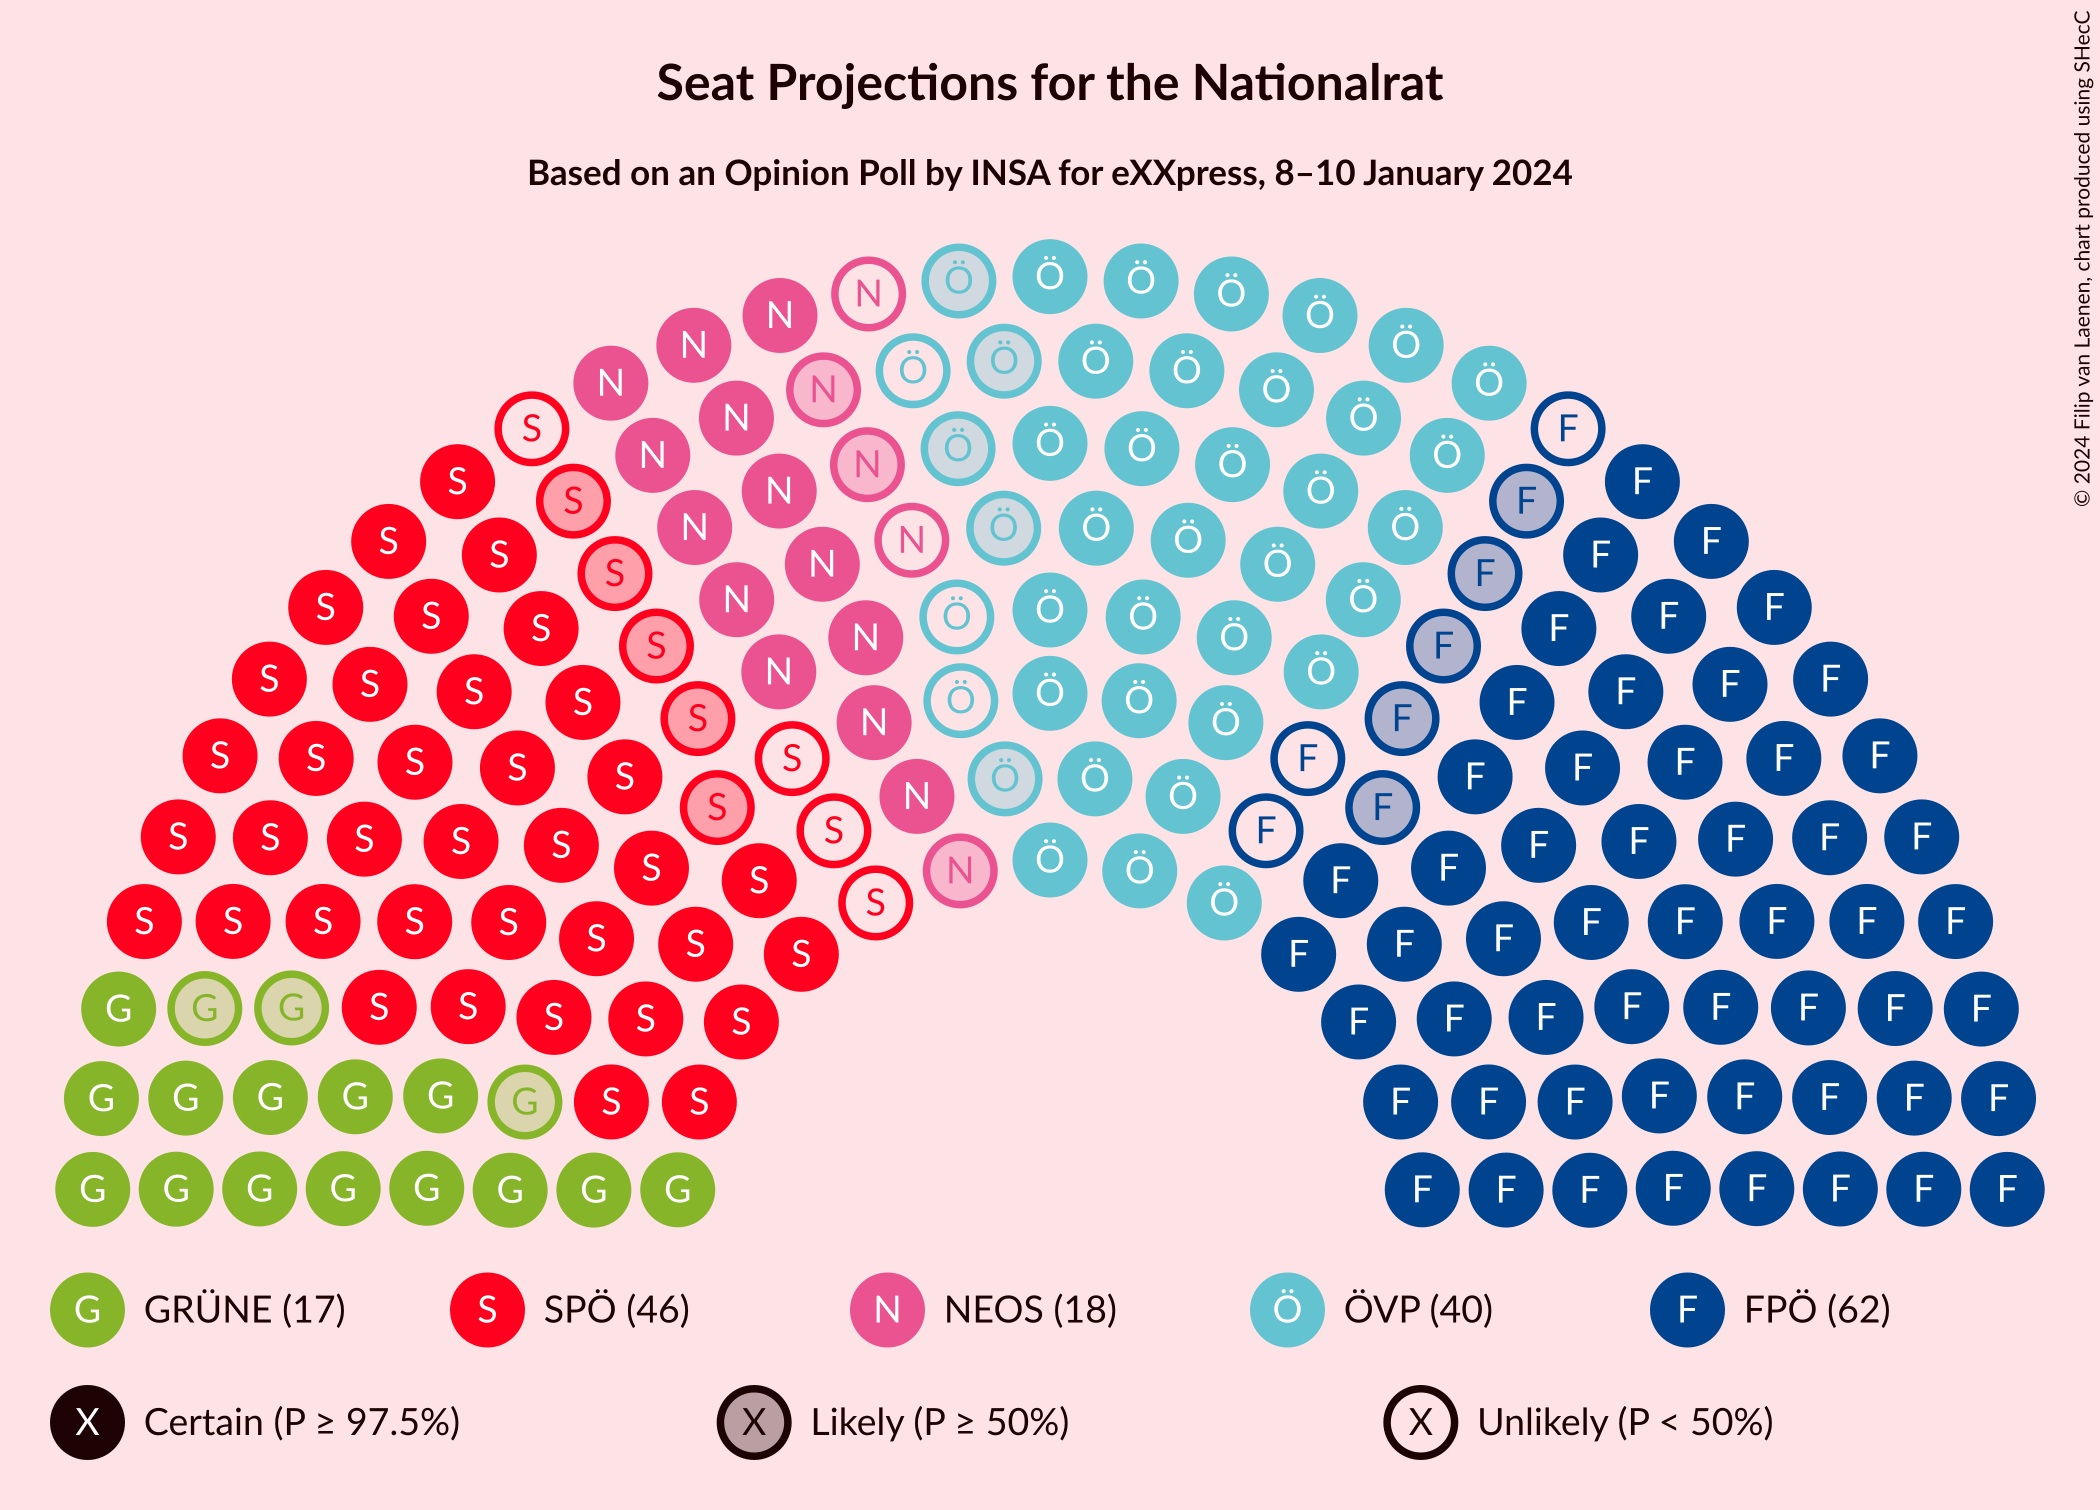 Seat Projections for the Nationalrat
Based on an Opinion Poll by INSA for eXXpress, 8–10 January 2024
© 2024 Filip van Laenen, chart produced using SHecC
N Ö Ö Ö Ö Ö Ö Ö
N N N N Ö Ö Ö Ö Ö Ö Ö
S S N N N Ö Ö Ö Ö Ö Ö F F
S S S N N N N Ö Ö Ö Ö Ö F F F
S S S S N N N Ö Ö Ö Ö Ö F F F F
S S S S S N N Ö Ö Ö Ö F F F F F
S S S S S S S N Ö Ö Ö F F F F F F F
S S S S S S S S N Ö Ö Ö F F F F F F F F
S S S S S S S S F F F F F F F F
G G G S S S S S F F F F F F F F
G G G G G G S S F F F F F F F F
G G G G G G G G F F F F F F F F
G GRÜNE (17)
S SPÖ (46)
N NEOS (18)
Ö ÖVP (40)
F FPÖ (62)
X Certain (P ≥ 97.5%)
X Likely (P ≥ 50%)
X Unlikely (P < 50%)